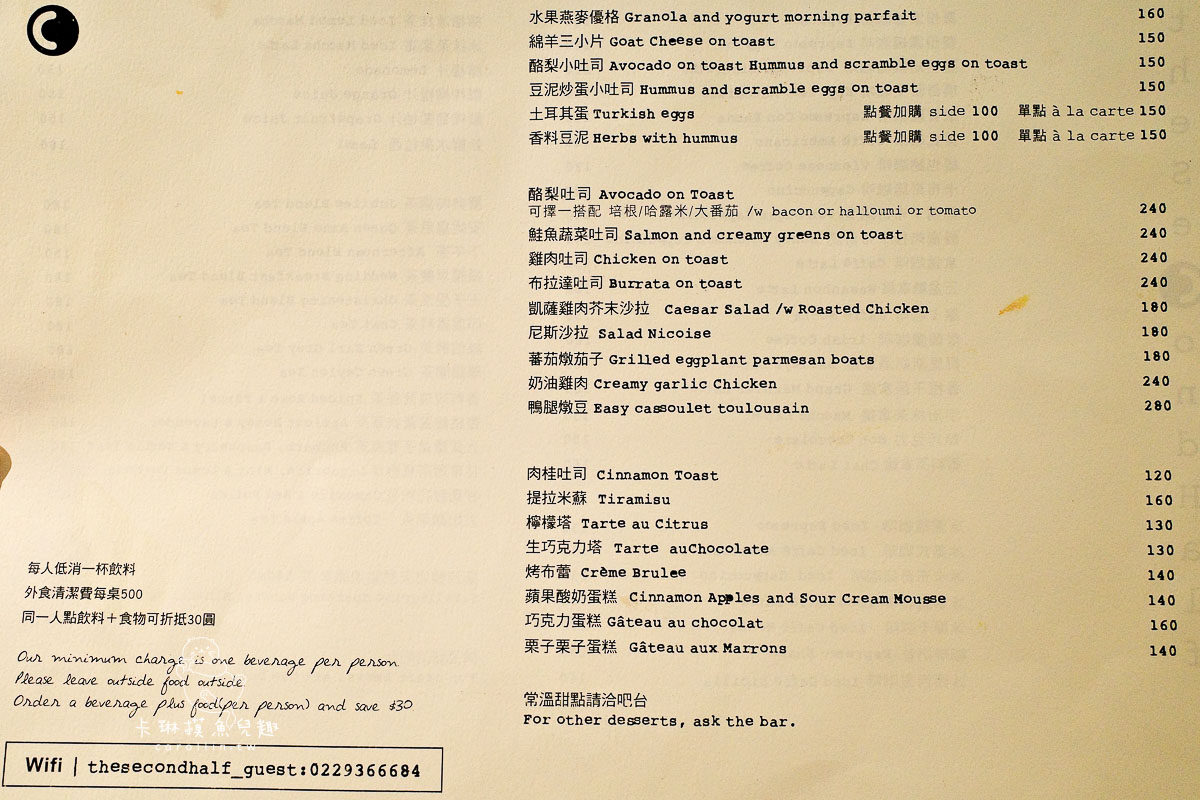 水果燕麥優格 Granola and yogurt morning parfait 160
綿羊三小片 Goat Cheese on toast 150
酪梨小吐司 Avocado on toast Hummus and scramble eggs on toast 150
豆泥炒蛋小吐司 Hummus and scramble eggs on toast 150
土耳其蛋 Turkish eggs 點餐加購 side 100 單點 à la carte 150
香料豆泥 Herbs with hummus 點餐加購 side 100 單點 à la carte 150
酪梨吐司 Avocado on Toast
可擇一搭配 培根/哈露米/大番茄 /w bacon or halloumi or tomato 240
鮭魚蔬菜吐司 Salmon and creamy greens on toast 240
雞肉吐司 Chicken on toast 240
布拉達吐司 Burrata on toast 240
凱薩雞肉芥末沙拉 Caesar Salad /w Roasted Chicken 180
尼斯沙拉 Salad Nicoise 180
蕃茄燉茄子 Grilled eggplant parmesan boats 180
奶油雞肉 Creamy garlic Chicken 240
鴨腿燉豆 Easy cassoulet toulousain 280
肉桂吐司 Cinnamon Toast 120
提拉米蘇 Tiramisu 160
檸檬塔 Tarte au Citrus 130
生巧克力塔 Tarte auChocolate 130
烤布蕾 Crème Brulee 140
蘋果酸奶蛋糕 Cinnamon Apples and Sour Cream Mousse 140
巧克力蛋糕 Gâteau au chocolat 160
栗子栗子蛋糕 Gâteau aux Marrons 140
常溫甜點請洽吧台
For other desserts, ask the bar.
每人低消一杯飲料
外食清潔費每桌500
同一人點飲料＋食物可折抵30圓
Our minimum charge is one beverage per person.
Please leave outside food outside.
Order a beverage plus food(per person) and save $30
卡琳摸魚兒趣
Wifi | thesecondhalf_guest:0229366684